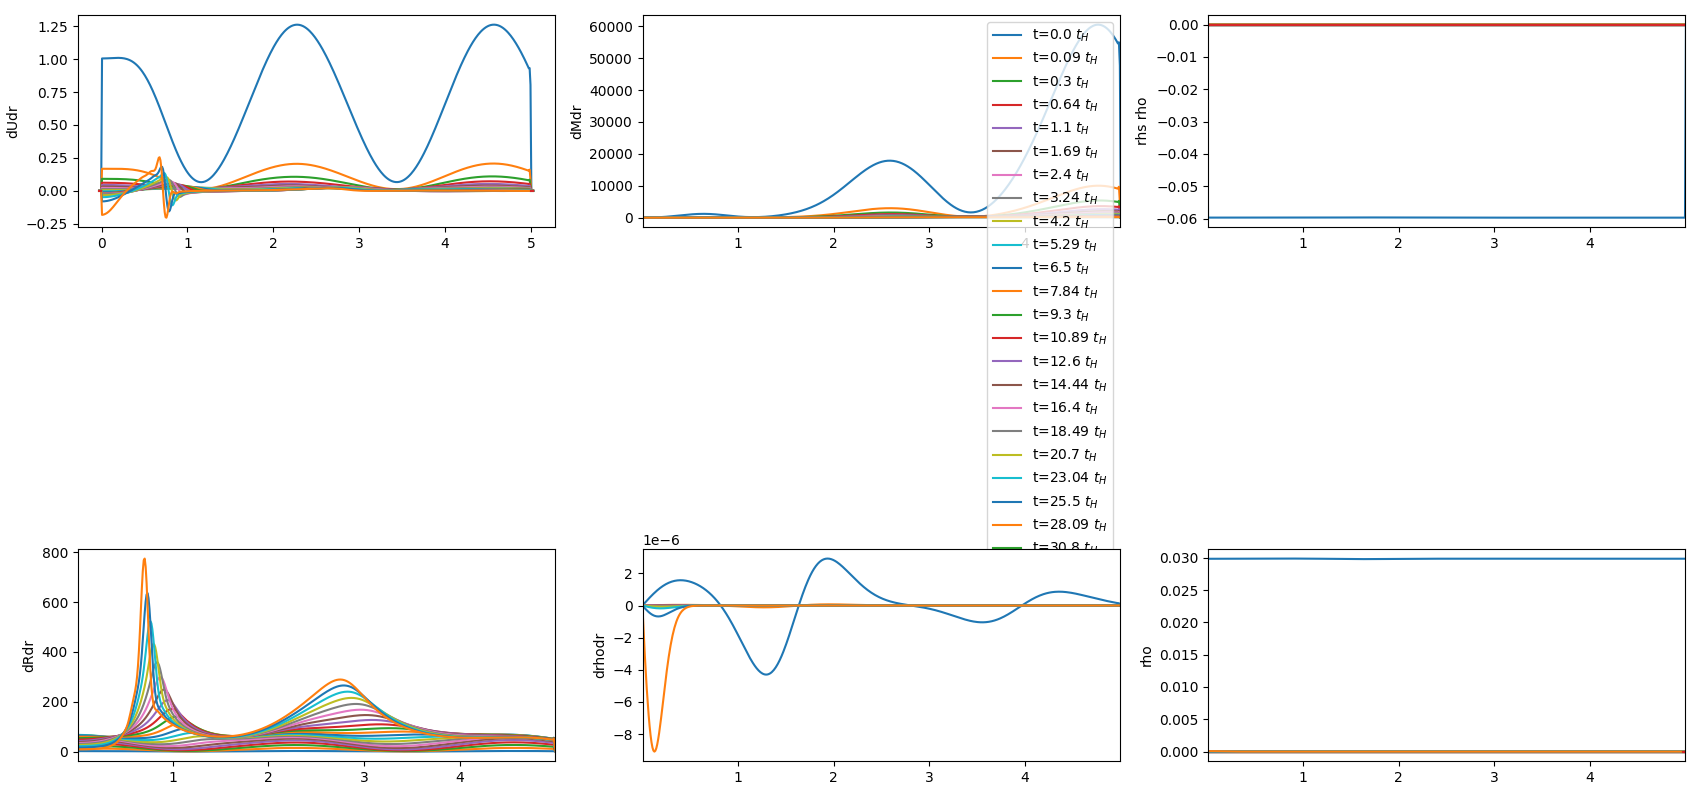 dUdr
1.25
1.00
0.75
0.50
0.25
0.00
−0.25
0 1 2 3 4 5
dMdr
60000
50000
40000
30000
20000
10000
0
1 2 3 4
t=0.0 t_H
t=0.09 t_H
t=0.3 t_H
t=0.64 t_H
t=1.1 t_H
t=1.69 t_H
t=2.4 t_H
t=3.24 t_H
t=4.2 t_H
t=5.29 t_H
t=6.5 t_H
t=7.84 t_H
t=9.3 t_H
t=10.89 t_H
t=12.6 t_H
t=14.44 t_H
t=16.4 t_H
t=18.49 t_H
t=20.7 t_H
t=23.04 t_H
t=25.5 t_H
t=28.09 t_H
t=30.8 t_H
rhs rho
0.00
−0.01
−0.02
−0.03
−0.04
−0.05
−0.06
1 2 3 4
dRdr
800
600
400
200
0
1 2 3 4
drhodr
1e−6
2
0
−2
−4
−6
−8
1 2 3 4
rho
0.030
0.025
0.020
0.015
0.010
0.005
0.000
1 2 3 4